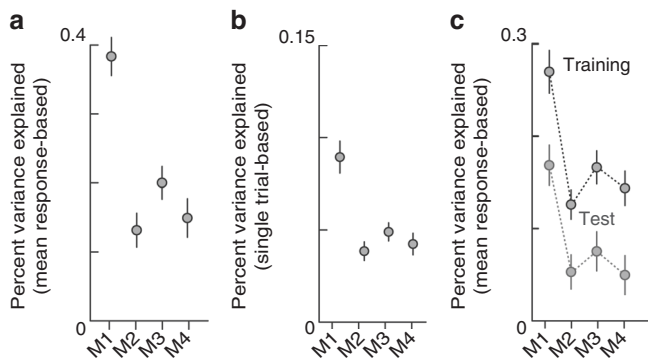 a
Percent variance explained
(mean response-based)
0.4
0
M1
M2
M3
M4
b
Percent variance explained
(single trial-based)
0.15
0
M1
M2
M3
M4
c
Percent variance explained
(mean response-based)
0.3
0
Training
Test
M1
M2
M3
M4